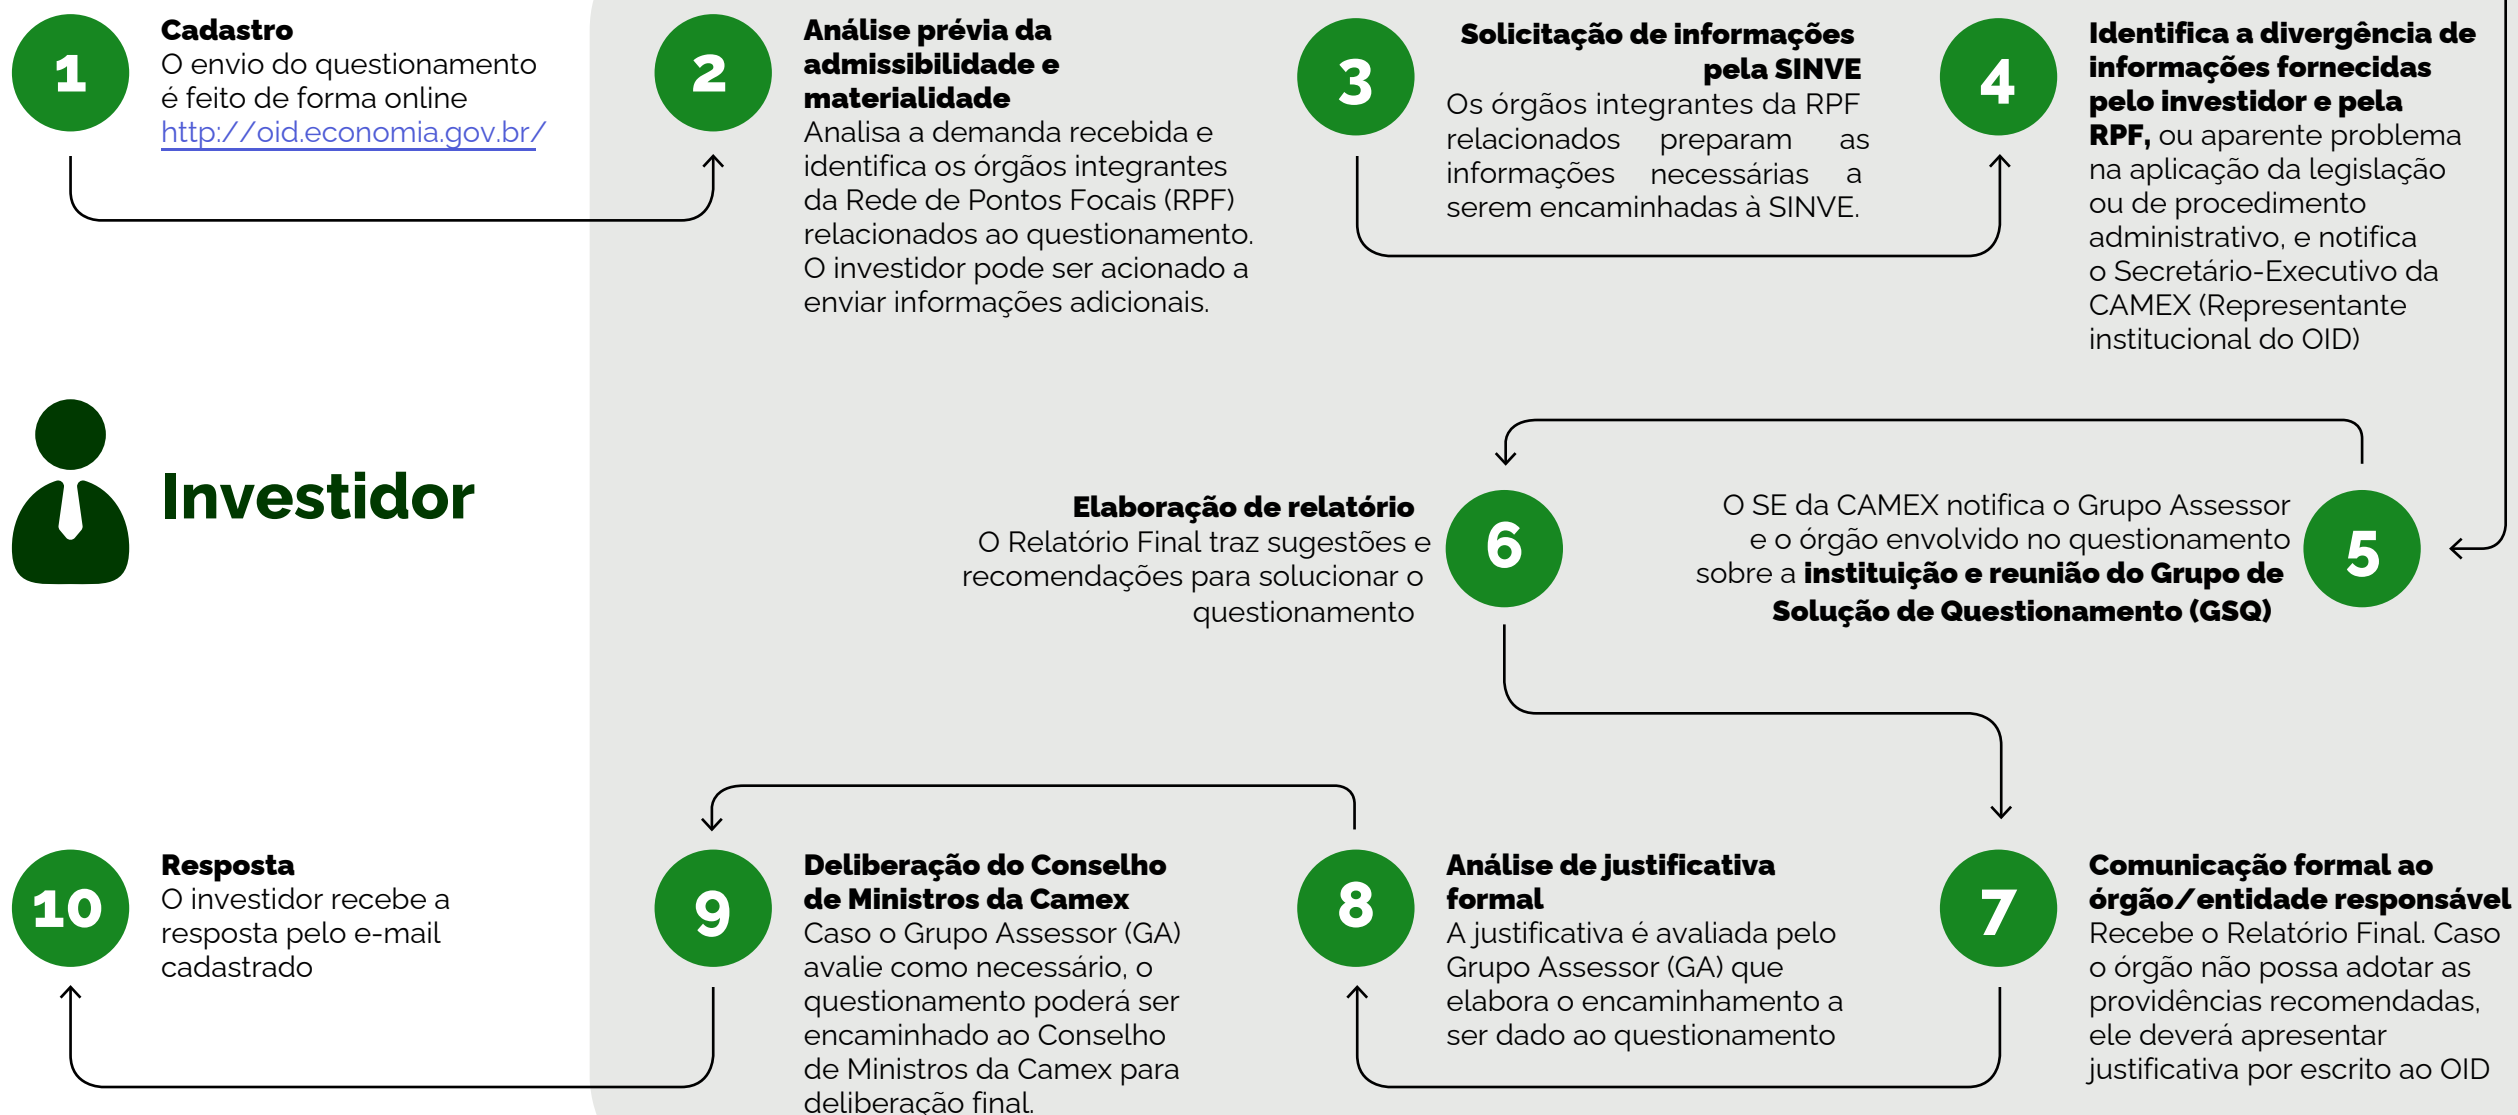 1
Cadastro
O envio do questionamento
é feito de forma online
http://oid.economia.gov.br/
2
Análise prévia da
admissibilidade e
materialidade
Analisa a demanda recebida e
identifica os órgãos integrantes
da Rede de Pontos Focais (RPF)
relacionados ao questionamento.
O investidor pode ser acionado a
enviar informações adicionais.
3
Solicitação de informações
pela SINVE
Os órgãos integrantes da RPF
relacionados preparam as
informações necessárias a
serem encaminhadas à SINVE.
4
Identifica a divergência de
informações fornecidas
pelo investidor e pela
RPF, ou aparente problema
na aplicação da legislação
ou de procedimento
administrativo, e notifica
o Secretário-Executivo da
CAMEX (Representante
institucional do OID)
Investidor
5
O SE da CAMEX notifica o Grupo Assessor
e o órgão envolvido no questionamento
sobre a instituição e reunião do Grupo de
Solução de Questionamento (GSQ)
6
Elaboração de relatório
O Relatório Final traz sugestões e
recomendações para solucionar o
questionamento
7
Comunicação formal ao
órgão/entidade responsável
Recebe o Relatório Final. Caso
o órgão não possa adotar as
providências recomendadas,
ele deverá apresentar
justificativa por escrito ao OID
8
Análise de justificativa
formal
A justificativa é avaliada pelo
Grupo Assessor (GA) que
elabora o encaminhamento a
ser dado ao questionamento
9
Deliberação do Conselho
de Ministros da Camex
Caso o Grupo Assessor (GA)
avalie como necessário, o
questionamento poderá ser
encaminhado ao Conselho
de Ministros da Camex para
deliberação final.
10
Resposta
O investidor recebe a
resposta pelo e-mail
cadastrado